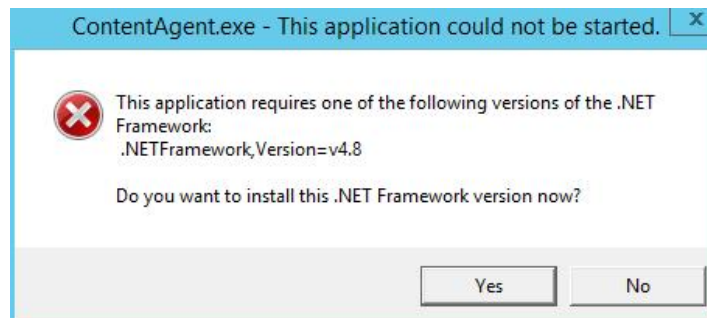 ContentAgent.exe - This application could not be started.
This application requires one of the following versions of the .NET
Framework:
.NETFramework,Version=v4.8
Do you want to install this .NET Framework version now?
Yes No